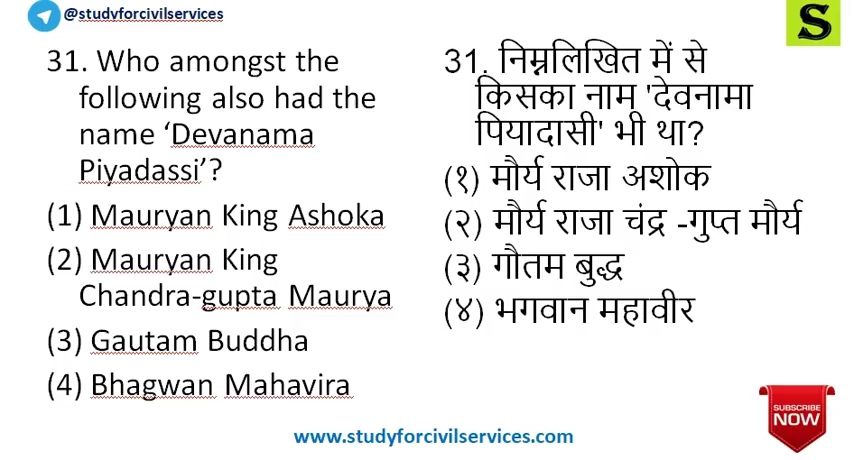 @studyforcivilservices
S
31. Who amongst the
following also had the
name ‘Devanama
Piyadassi’?
(1) Mauryan King Ashoka
(2) Mauryan King
Chandra-gupta Maurya
(3) Gautam Buddha
(4) Bhagwan Mahavira
31. निम्नलिखित में से
किसका नाम 'देवनामा
पियादासी' भी था?
(१) मौर्य राजा अशोक
(२) मौर्य राजा चंद्र -गुप्त मौर्य
(३) गौतम बुद्ध
(४) भगवान महावीर
SUBSCRIBE
NOW
www.studyforcivilservices.com